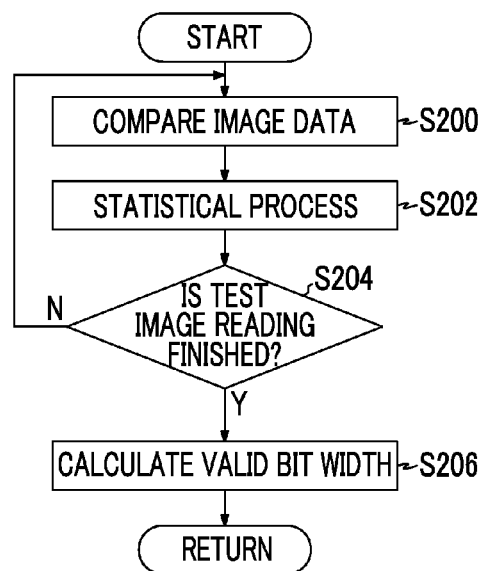 START
COMPARE IMAGE DATA
S200
STATISTICAL PROCESS
S202
S204
IS TEST
IMAGE READING
FINISHED?
N
Y
CALCULATE VALID BIT WIDTH
S206
RETURN